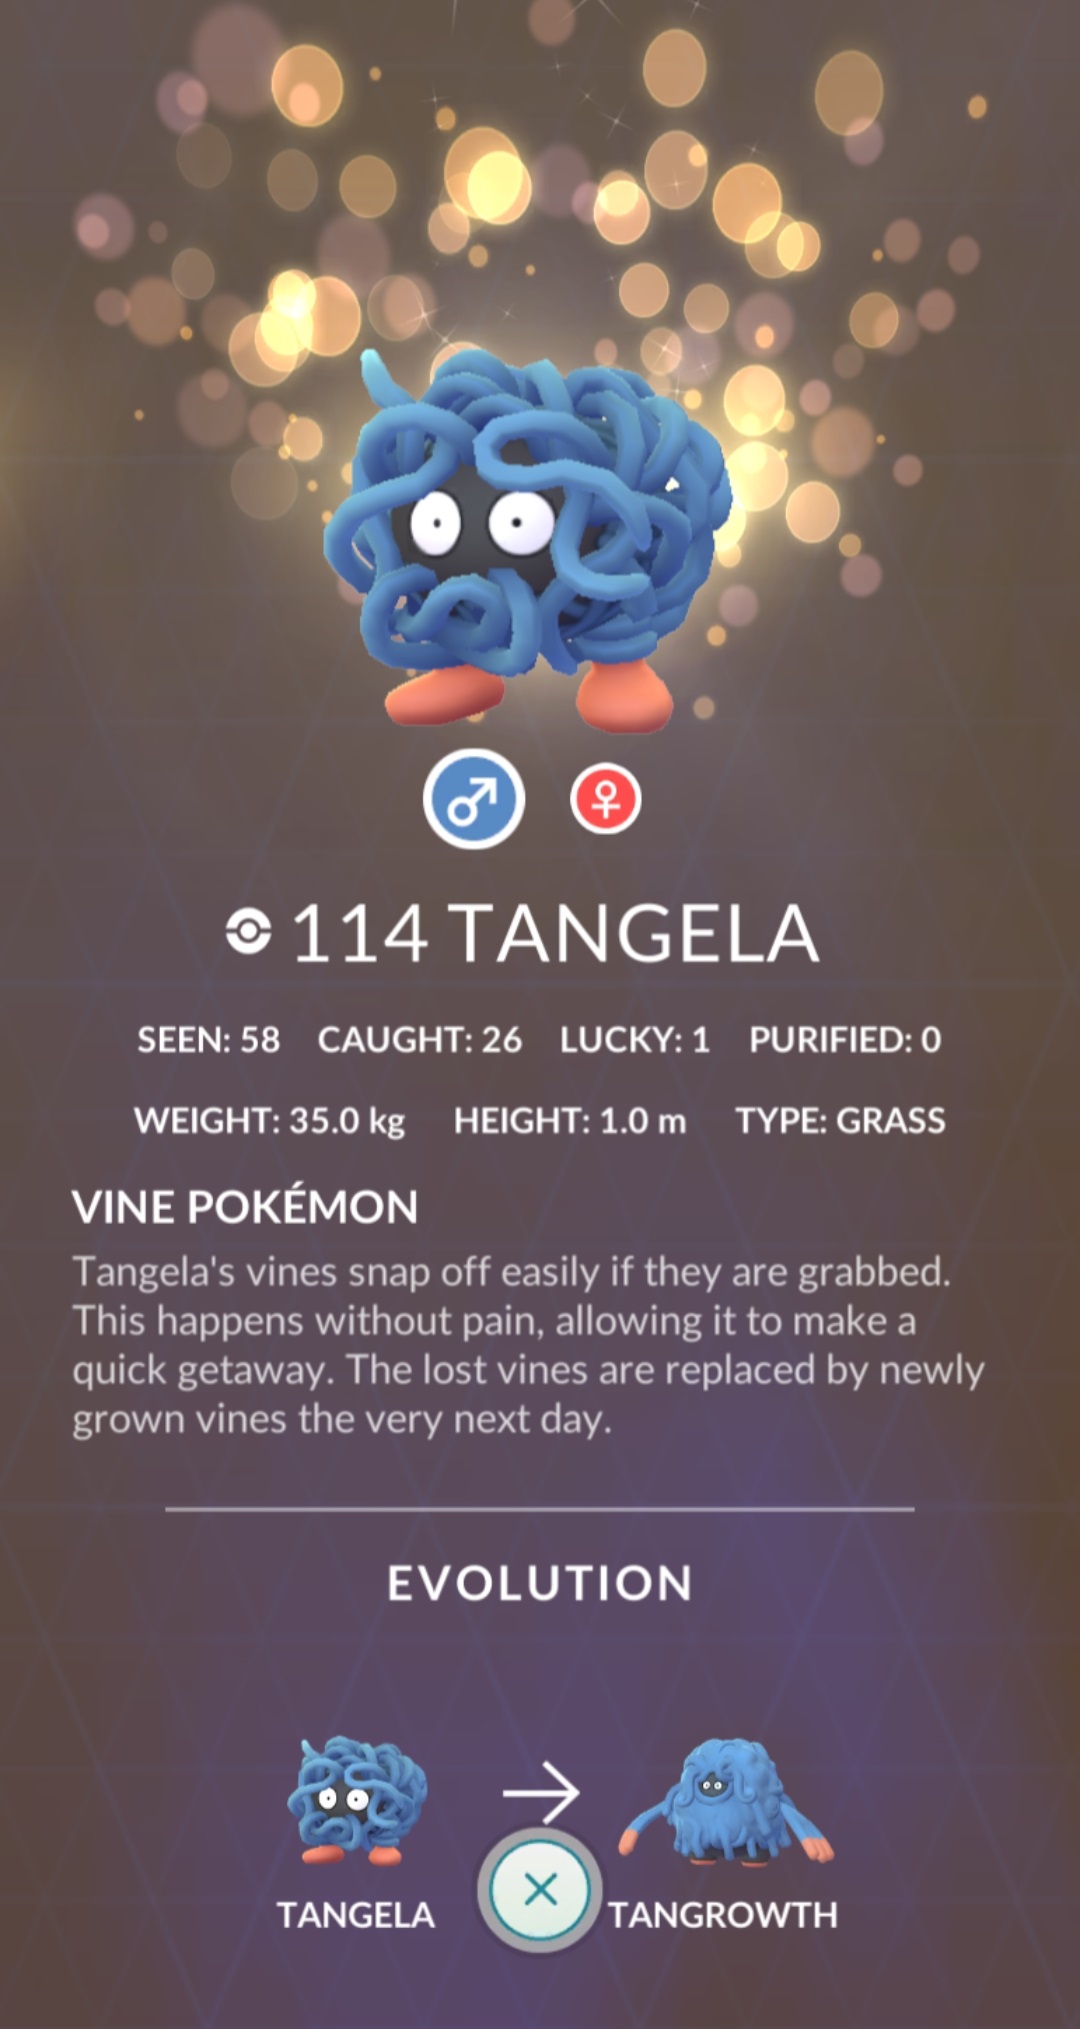 114 TANGELA
SEEN: 58 CAUGHT: 26 LUCKY: 1 PURIFIED: 0
WEIGHT: 35.0 kg HEIGHT: 1.0 m TYPE: GRASS
VINE POKÉMON
Tangela's vines snap off easily if they are grabbed.
This happens without pain, allowing it to make a
quick getaway. The lost vines are replaced by newly
grown vines the very next day.
EVOLUTION
TANGELA TANGROWTH